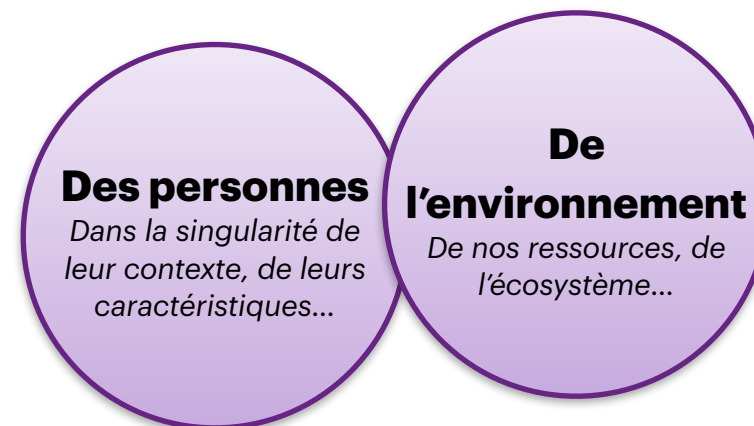 Des personnes
Dans la singularité de
leur contexte, de leurs
caractéristiques...
De
l’environnement
De nos ressources, de
l’écosystème...